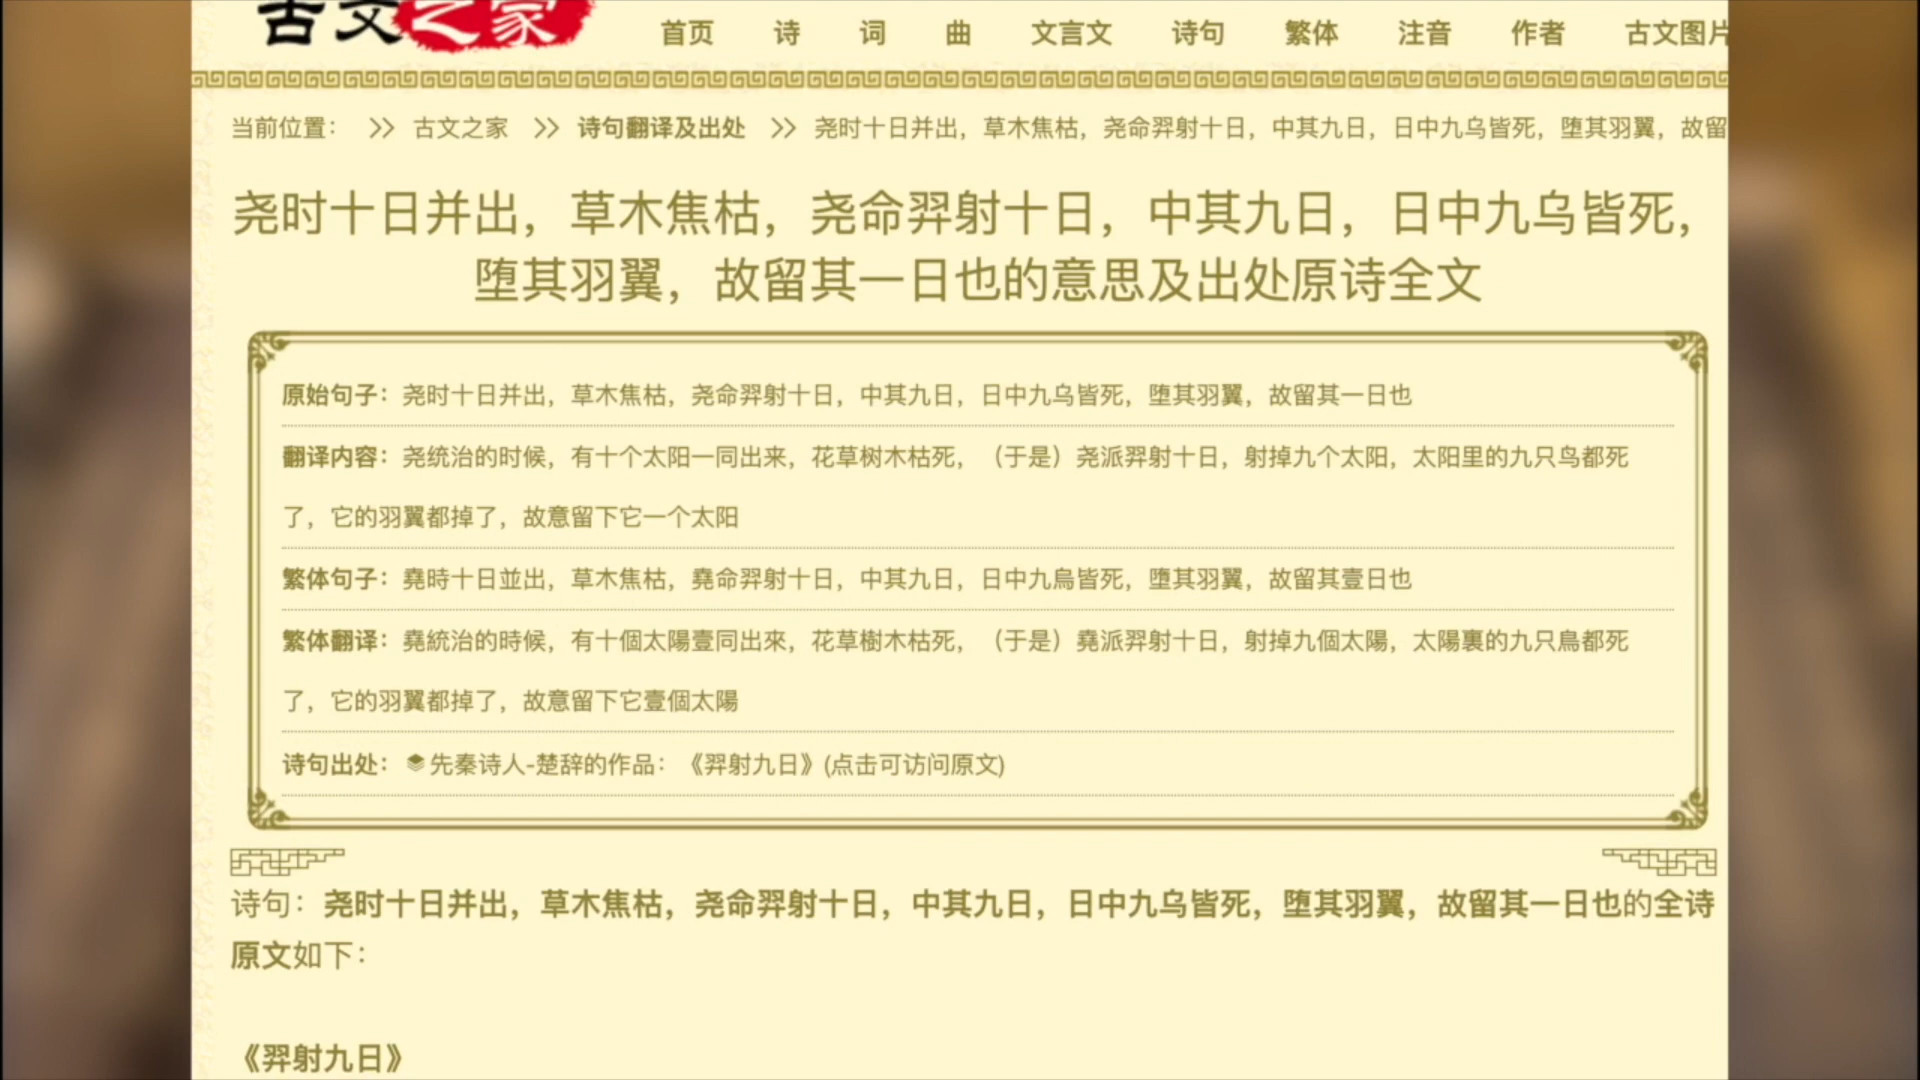 古文之家
首页 诗 词 曲 文言文 诗句 繁体 注音 作者 古文图片
当前位置： >> 古文之家 >> 诗句翻译及出处 >> 尧时十日并出，草木焦枯，尧命羿射十日，中其九日，日中九乌皆死，堕其羽翼，故留
尧时十日并出，草木焦枯，尧命羿射十日，中其九日，日中九乌皆死，
堕其羽翼，故留其一日也的意思及出处原诗全文
原始句子：尧时十日并出，草木焦枯，尧命羿射十日，中其九日，日中九乌皆死，堕其羽翼，故留其一日也
翻译内容：尧统治的时候，有十个太阳一同出来，花草树木枯死，（于是）尧派羿射十日，射掉九个太阳，太阳里的九只鸟都死
了，它的羽翼都掉了，故意留下它一个太阳
繁体句子：堯時十日並出，草木焦枯，堯命羿射十日，中其九日，日中九烏皆死，堕其羽翼，故留其壹日也
繁体翻译：堯統治的時候，有十個太陽壹同出來，花草樹木枯死，（于是）堯派羿射十日，射掉九個太陽，太陽裏的九只鳥都死
了，它的羽翼都掉了，故意留下它壹個太陽
诗句出处：先秦诗人-楚辞的作品：《羿射九日》(点击可访问原文)
诗句：尧时十日并出，草木焦枯，尧命羿射十日，中其九日，日中九乌皆死，堕其羽翼，故留其一日也的全诗
原文如下：
《羿射九日》